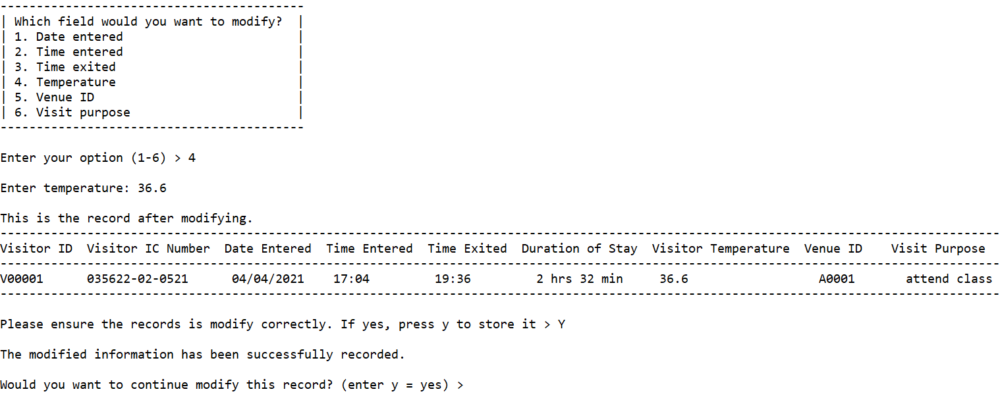 ------------------------------------------
| Which field would you want to modify?  |
| 1. Date entered                        |
| 2. Time entered                        |
| 3. Time exited                         |
| 4. Temperature                         |
| 5. Venue ID                            |
| 6. Visit purpose                       |
------------------------------------------
Enter your option (1-6) > 4
Enter temperature: 36.6
This is the record after modifying.
------------------------------------------------------------------------------------------------------------------------------------------
Visitor ID  Visitor IC Number  Date Entered  Time Entered  Time Exited  Duration of Stay  Visitor Temperature  Venue ID    Visit Purpose
------------------------------------------------------------------------------------------------------------------------------------------
V00001      035622-02-0521      04/04/2021    17:04         19:36         2 hrs 32 min     36.6                  A0001       attend class
------------------------------------------------------------------------------------------------------------------------------------------
Please ensure the records is modify correctly. If yes, press y to store it > Y
The modified information has been successfully recorded.
Would you want to continue modify this record? (enter y = yes) >